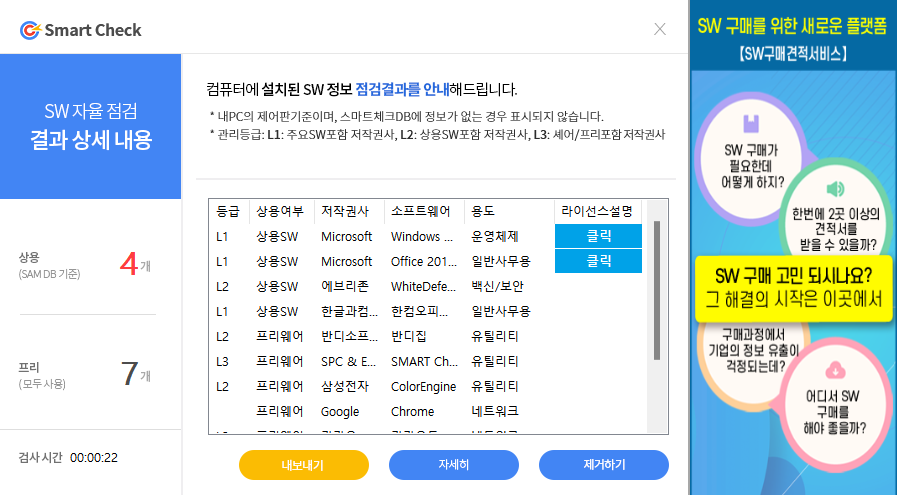 Smart Check
SW 자율 점검
결과 상세 내용
상용
(SAM DB 기준)
4개
프리
(모두 사용)
7개
검사 시간 00:00:22
컴퓨터에 설치된 SW 정보 점검결과를 안내해드립니다.
* 내PC의 제어판기준이며, 스마트체크DB에 정보가 없는 경우 표시되지 않습니다.
* 관리등급: L1: 주요SW포함 저작권사, L2: 상용SW포함 저작권사, L3: 셰어/프리포함 저작권사
등급 상용여부 저작권사 소프트웨어 용도 라이선스설명
L1 상용SW Microsoft Windows ... 운영체제 클릭
L1 상용SW Microsoft Office 201... 일반사무용 클릭
L2 상용SW 에브리존 WhiteDefe... 백신/보안
L1 상용SW 한글과컴... 한컴오피... 일반사무용
L2 프리웨어 반디소프... 반디집 유틸리티
L3 프리웨어 SPC & E... SMART Ch... 유틸리티
L2 프리웨어 삼성전자 ColorEngine 유틸리티
프리웨어 Google Chrome 네트워크
내보내기 자세히 제거하기
SW 구매를 위한 새로운 플랫폼
【SW구매견적서비스】
SW 구매가
필요한데
어떻게 하지?
한번에 2곳 이상의
견적서를
받을 수 있을까?
SW 구매 고민 되시나요?
그 해결의 시작은 이곳에서
구매과정에서
기업의 정보 유출이
걱정되는데?
어디서 SW
구매를
해야 좋을까?